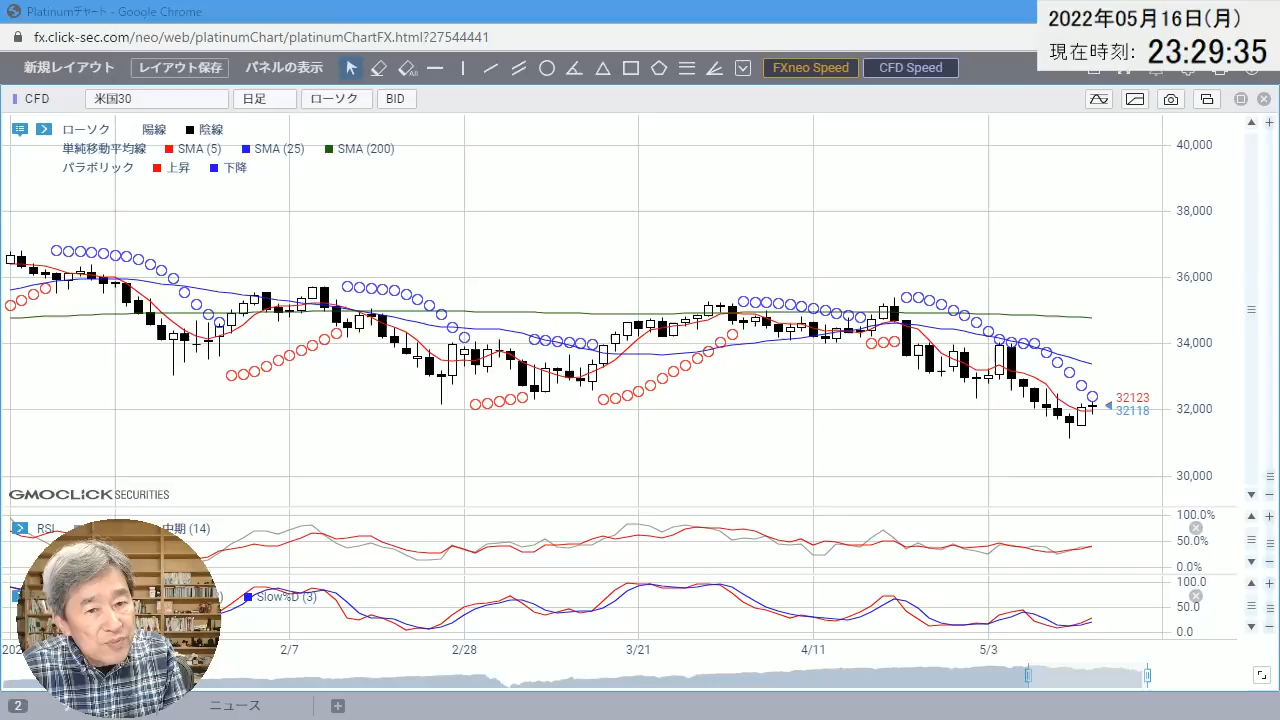 Platinumチャート - Google Chrome
2022年05月16日(月)
fx.click-sec.com/neo/web/platinumChart/platinumChartFX.html?27544441
現在時刻: 23:29:35
新規レイアウト レイアウト保存 パネルの表示 All FXneo Speed CFD Speed
CFD 米国30 日足 ローソク BID
ローソク 陽線 陰線
単純移動平均線 SMA (5) SMA (25) SMA (200)
パラボリック 上昇 下降
40,000
38,000
36,000
34,000
32123
32118
32,000
30,000
GMOCLICK SECURITIES
100.0%
RSI 中期 (14)
50.0%
0.0%
100.0
Slow%D (3)
50.0
0.0
202 2/7 2/28 3/21 4/11 5/3
2 ニュース